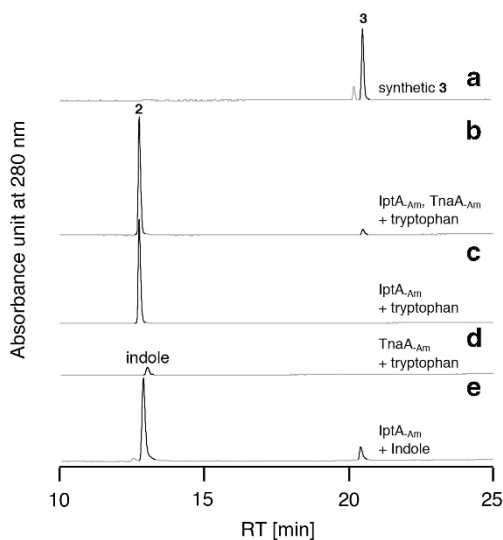 3
a
synthetic 3
2
b
IptA-Am, TnaA-Am
+ tryptophan
c
IptA-Am
+ tryptophan
d
TnaA-Am
+ tryptophan
indole
e
IptA-Am
+ Indole
Absorbance unit at 280 nm
10 15 20 25
RT [min]